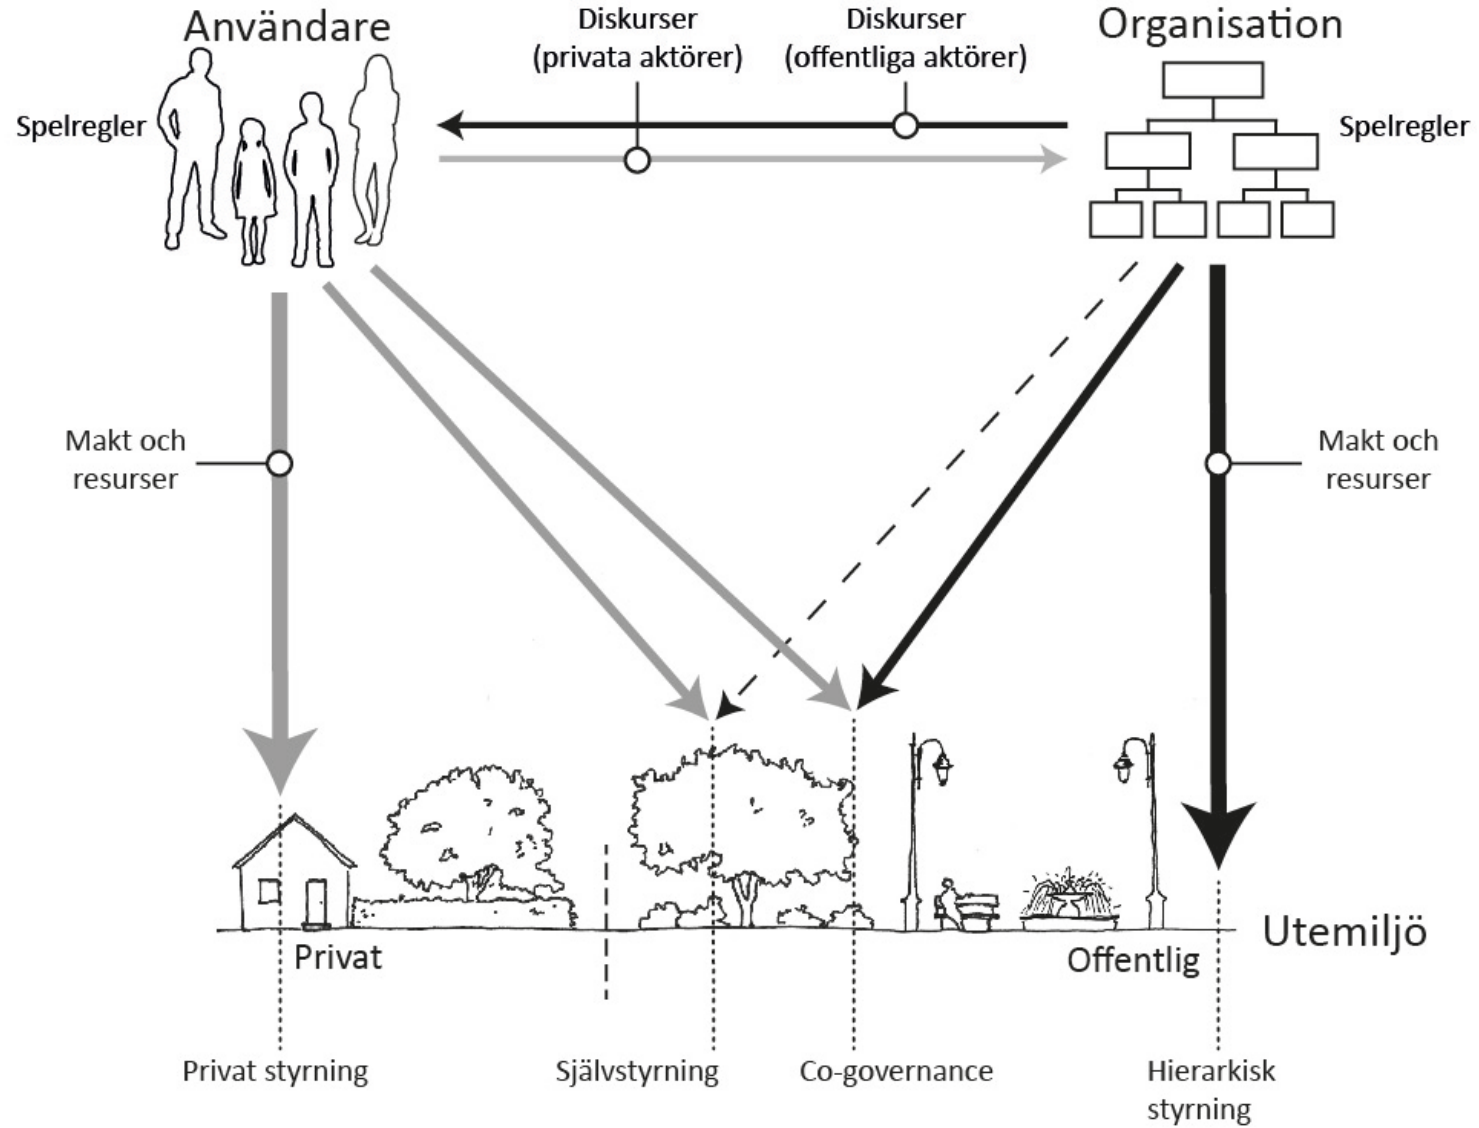 Användare
Diskurser
(privata aktörer)
Diskurser
(offentliga aktörer)
Organisation
Spelregler
Spelregler
Makt och
resurser
Makt och
resurser
Privat
Offentlig
Utemiljö
Privat styrning
Självstyrning
Co-governance
Hierarkisk
styrning